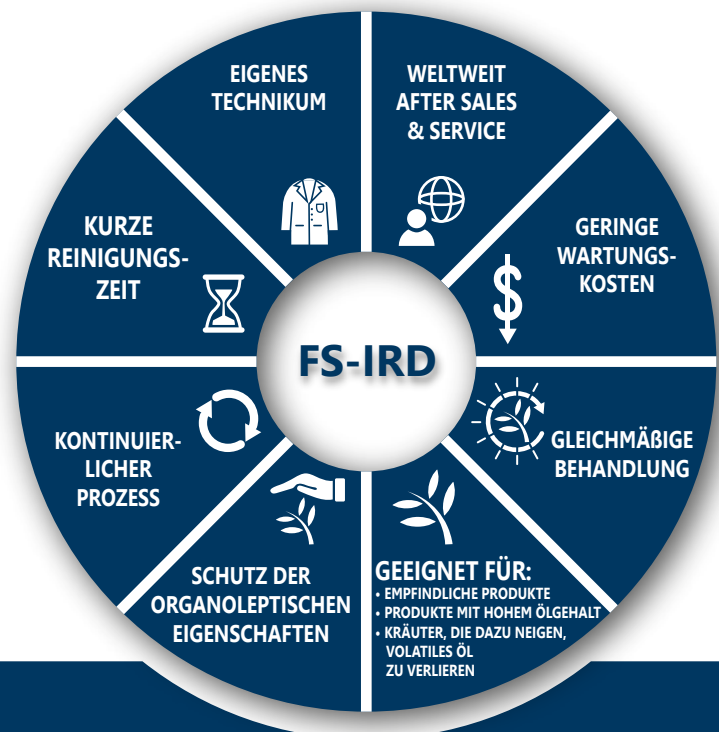 EIGENES
TECHNIKUM
WELTWEIT
AFTER SALES
& SERVICE
KURZE
REINIGUNGS-
ZEIT
GERINGE
WARTUNGS-
KOSTEN
FS-IRD
KONTINUIER-
LICHER
PROZESS
GLEICHMÄßIGE
BEHANDLUNG
SCHUTZ DER
ORGANOLEPTISCHEN
EIGENSCHAFTEN
GEEIGNET FÜR:
• EMPFINDLICHE PRODUKTE
• PRODUKTE MIT HOHEM ÖLGEHALT
• KRÄUTER, DIE DAZU NEIGEN,
VOLATILES ÖL
ZU VERLIEREN